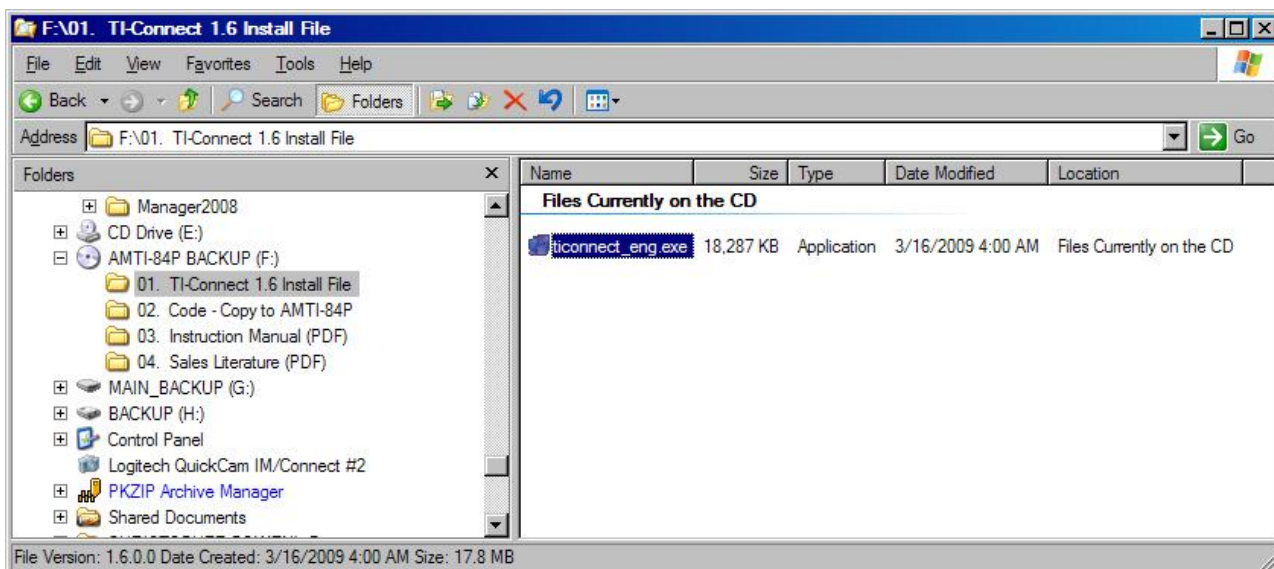 F:\01.  TI-Connect 1.6 Install File
File Edit View Favorites Tools Help
Back Search Folders
Address F:\01.  TI-Connect 1.6 Install File Go
Folders
Manager2008
CD Drive (E:)
AMTI-84P BACKUP (F:)
01.  TI-Connect 1.6 Install File
02.  Code - Copy to AMTI-84P
03.  Instruction Manual (PDF)
04.  Sales Literature (PDF)
MAIN_BACKUP (G:)
BACKUP (H:)
Control Panel
Logitech QuickCam IM/Connect #2
PKZIP Archive Manager
Shared Documents
Name Size Type Date Modified Location
Files Currently on the CD
ticonnect_eng.exe 18,287 KB Application 3/16/2009 4:00 AM Files Currently on the CD
File Version: 1.6.0.0 Date Created: 3/16/2009 4:00 AM Size: 17.8 MB